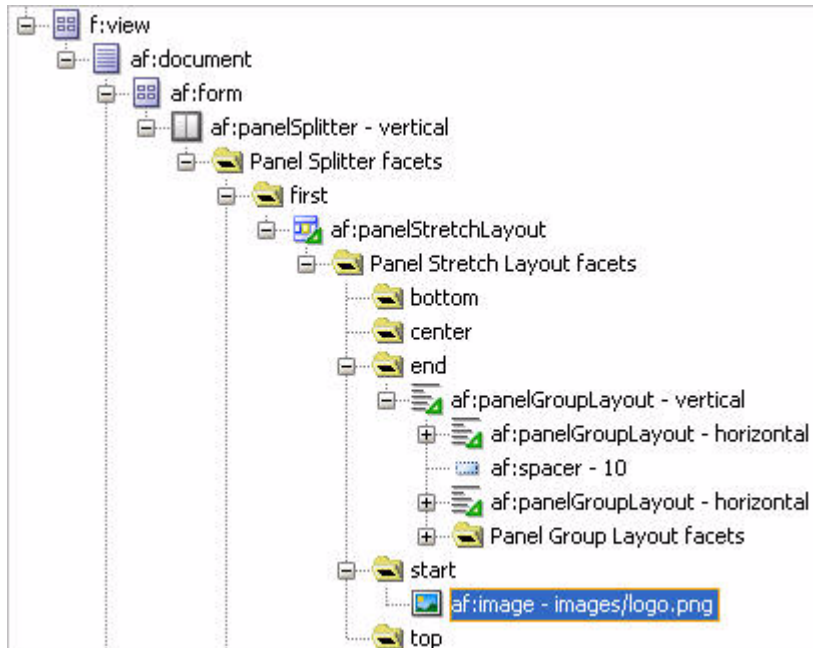 f:view
af:document
af:form
af:panelSplitter - vertical
Panel Splitter facets
first
af:panelStretchLayout
Panel Stretch Layout facets
bottom
center
end
af:panelGroupLayout - vertical
af:panelGroupLayout - horizontal
af:spacer - 10
af:panelGroupLayout - horizontal
Panel Group Layout facets
start
af:image - images/logo.png
top